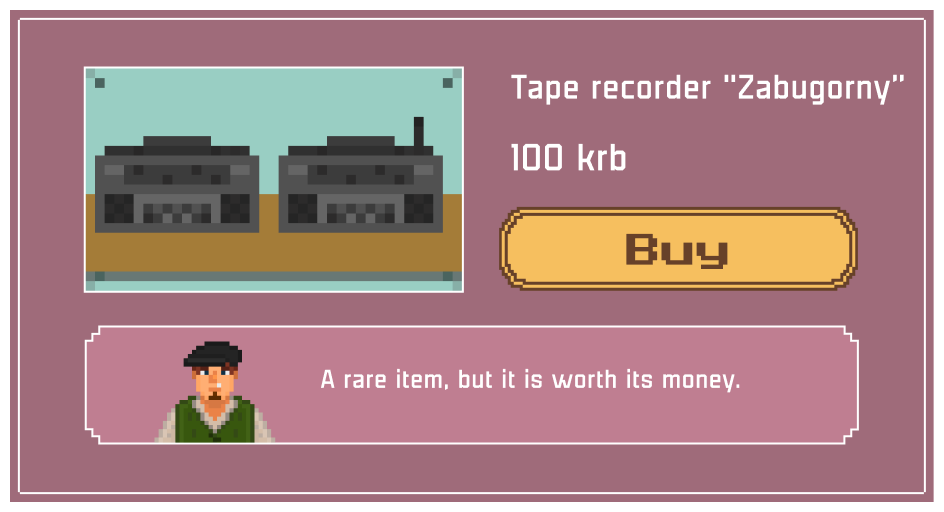 Tape recorder "Zabugorny"
100 krb
Buy
A rare item, but it is worth its money.